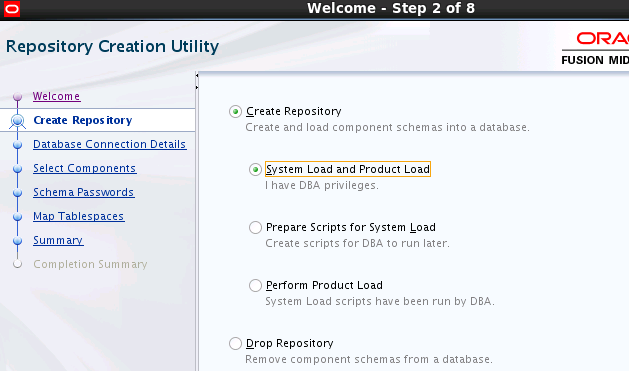 Welcome - Step 2 of 8
Repository Creation Utility
FUSION
Welcome
Create Repository
Database Connection Details
Select Components
Schema Passwords
Map Tablespaces
Summary
Completion Summary
Create Repository
Create and load component schemas into a database.
System Load and Product Load
I have DBA privileges.
Prepare Scripts for System Load
Create scripts for DBA to run later.
Perform Product Load
System Load scripts have been run by DBA.
Drop Repository
Remove component schemas from a database.